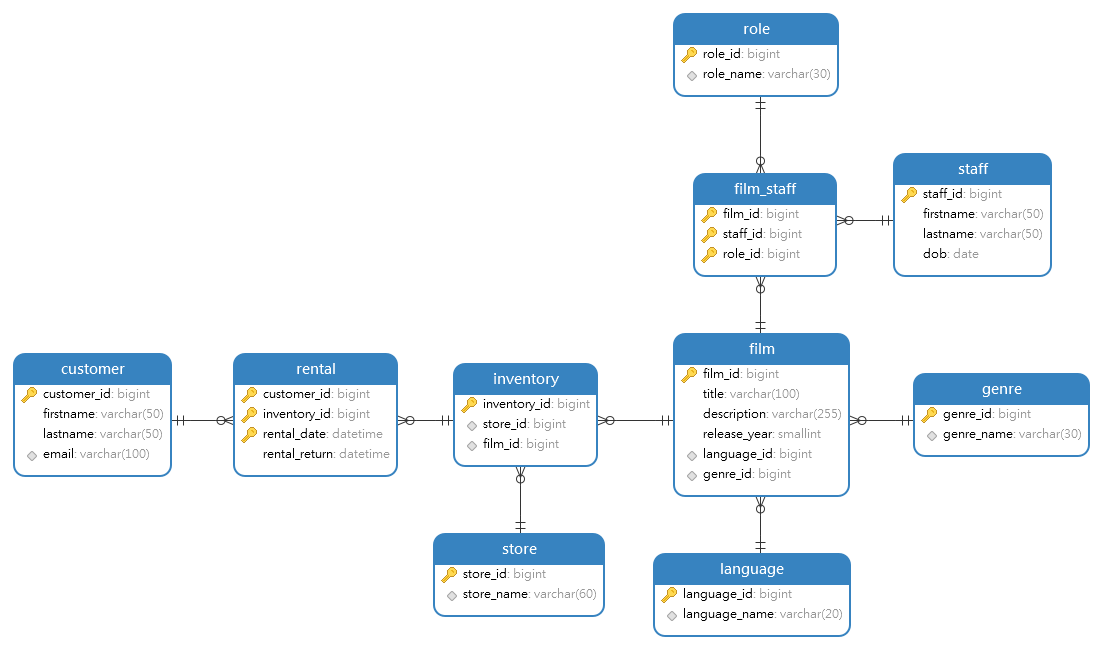 role
role_id: bigint
role_name: varchar(30)
film_staff
film_id: bigint
staff_id: bigint
role_id: bigint
staff
staff_id: bigint
firstname: varchar(50)
lastname: varchar(50)
dob: date
customer
customer_id: bigint
firstname: varchar(50)
lastname: varchar(50)
email: varchar(100)
rental
customer_id: bigint
inventory_id: bigint
rental_date: datetime
rental_return: datetime
inventory
inventory_id: bigint
store_id: bigint
film_id: bigint
film
film_id: bigint
title: varchar(100)
description: varchar(255)
release_year: smallint
language_id: bigint
genre_id: bigint
genre
genre_id: bigint
genre_name: varchar(30)
store
store_id: bigint
store_name: varchar(60)
language
language_id: bigint
language_name: varchar(20)